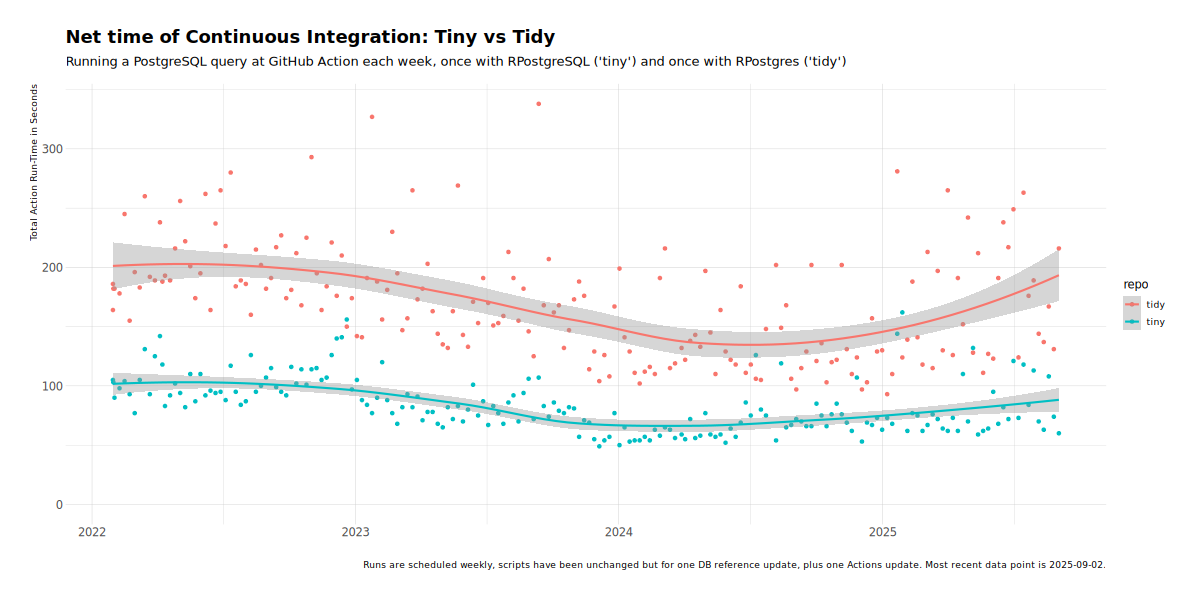 Net time of Continuous Integration: Tiny vs Tidy
Running a PostgreSQL query at GitHub Action each week, once with RPostgreSQL ('tiny') and once with RPostgres ('tidy')
Total Action Run-Time in Seconds
300
200
100
0
2022
2023
2024
2025
repo
tidy
tiny
Runs are scheduled weekly, scripts have been unchanged but for one DB reference update, plus one Actions update. Most recent data point is 2025-09-02.